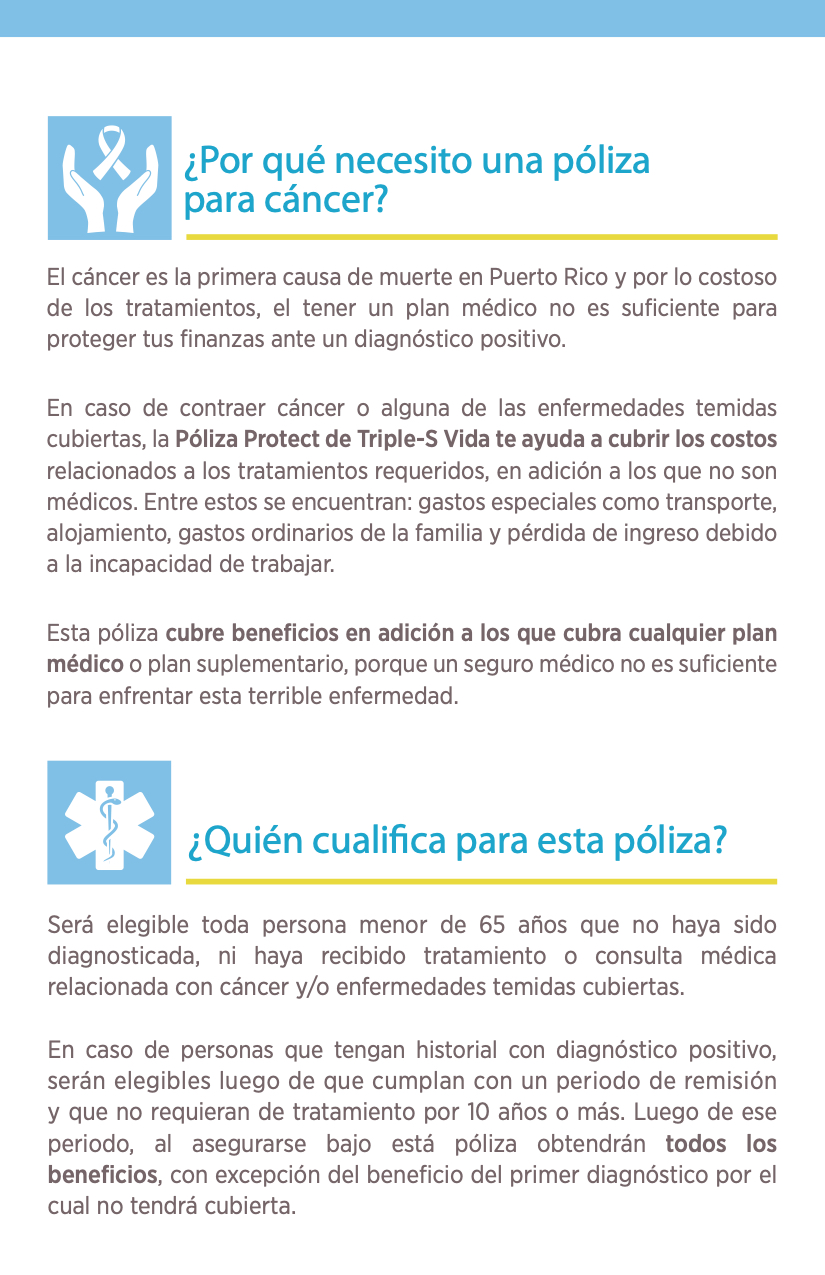 ¿Por qué necesito una póliza
para cáncer?
El cáncer es la primera causa de muerte en Puerto Rico y por lo costoso
de los tratamientos, el tener un plan médico no es suficiente para
proteger tus finanzas ante un diagnóstico positivo.
En caso de contraer cáncer o alguna de las enfermedades temidas
cubiertas, la Póliza Protect de Triple-S Vida te ayuda a cubrir los costos
relacionados a los tratamientos requeridos, en adición a los que no son
médicos. Entre estos se encuentran: gastos especiales como transporte,
alojamiento, gastos ordinarios de la familia y pérdida de ingreso debido
a la incapacidad de trabajar.
Esta póliza cubre beneficios en adición a los que cubra cualquier plan
médico o plan suplementario, porque un seguro médico no es suficiente
para enfrentar esta terrible enfermedad.
¿Quién cualifica para esta póliza?
Será elegible toda persona menor de 65 años que no haya sido
diagnosticada, ni haya recibido tratamiento o consulta médica
relacionada con cáncer y/o enfermedades temidas cubiertas.
En caso de personas que tengan historial con diagnóstico positivo,
serán elegibles luego de que cumplan con un periodo de remisión
y que no requieran de tratamiento por 10 años o más. Luego de ese
periodo, al asegurarse bajo está póliza obtendrán todos los
beneficios, con excepción del beneficio del primer diagnóstico por el
cual no tendrá cubierta.